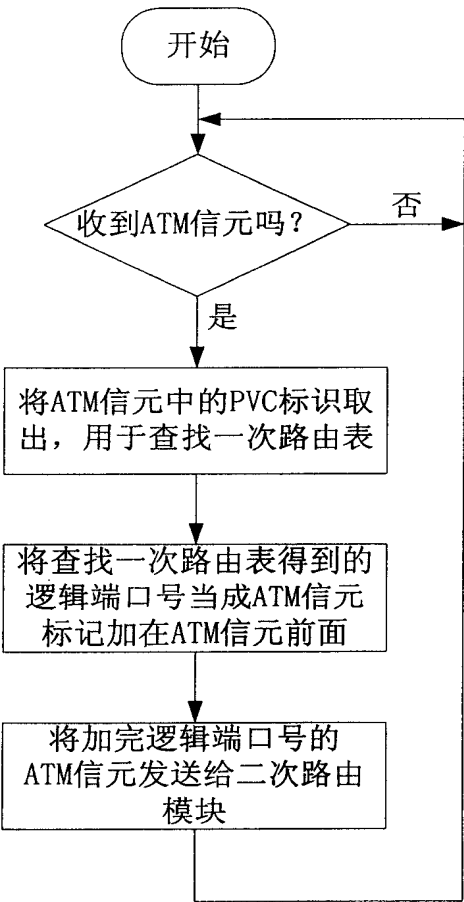 开始
收到ATM信元吗?
否
是
将ATM信元中的PVC标识取
出，用于查找一次路由表
将查找一次路由表得到的
逻辑端口号当成ATM信元
标记加在ATM信元前面
将加完逻辑端口号的
ATM信元发送给二次路由
模块